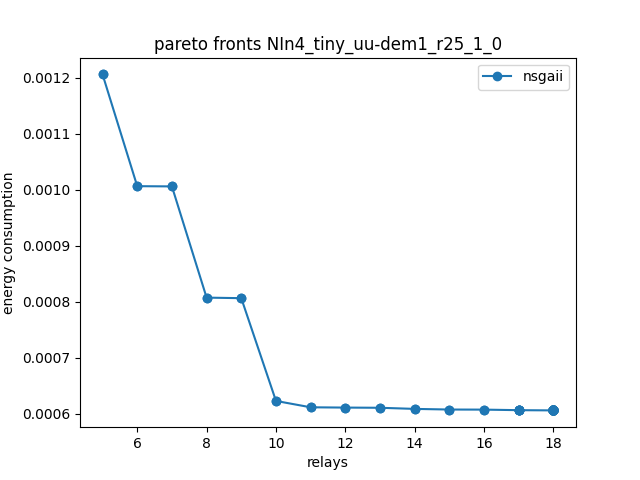 pareto fronts NIn4_tiny_uu-dem1_r25_1_0
nsgaii
energy consumption
0.0012
0.0011
0.0010
0.0009
0.0008
0.0007
0.0006
6 8 10 12 14 16 18
relays